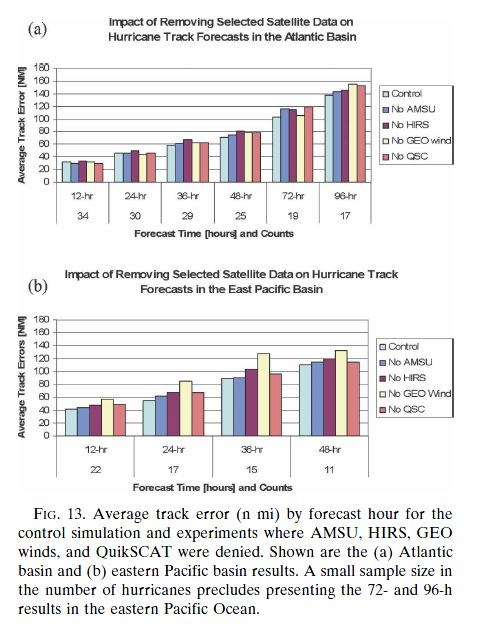 (a)
Impact of Removing Selected Satellite Data on
Hurricane Track Forecasts in the Atlantic Basin
Average Track Error [NM]
180
160
140
120
100
80
60
40
20
0
12-hr 24-hr 36-hr 48-hr 72-hr 96-hr
34 30 29 25 19 17
Forecast Time [hours] and Counts
Control
No AMSU
No HIRS
No GEO wind
No QSC
(b)
Impact of Removing Selected Satellite Data on Hurricane Track
Forecasts in the East Pacific Basin
Average Track Errors [NM]
180
160
140
120
100
80
60
40
20
0
12-hr 24-hr 36-hr 48-hr
22 17 15 11
Forecast Time [hours] and Counts
Control
No AMSU
No HIRS
No GEO Wind
No QSC
FIG. 13. Average track error (n mi) by forecast hour for the
control simulation and experiments where AMSU, HIRS, GEO
winds, and QuikSCAT were denied. Shown are the (a) Atlantic
basin and (b) eastern Pacific basin results. A small sample size in
the number of hurricanes precludes presenting the 72- and 96-h
results in the eastern Pacific Ocean.